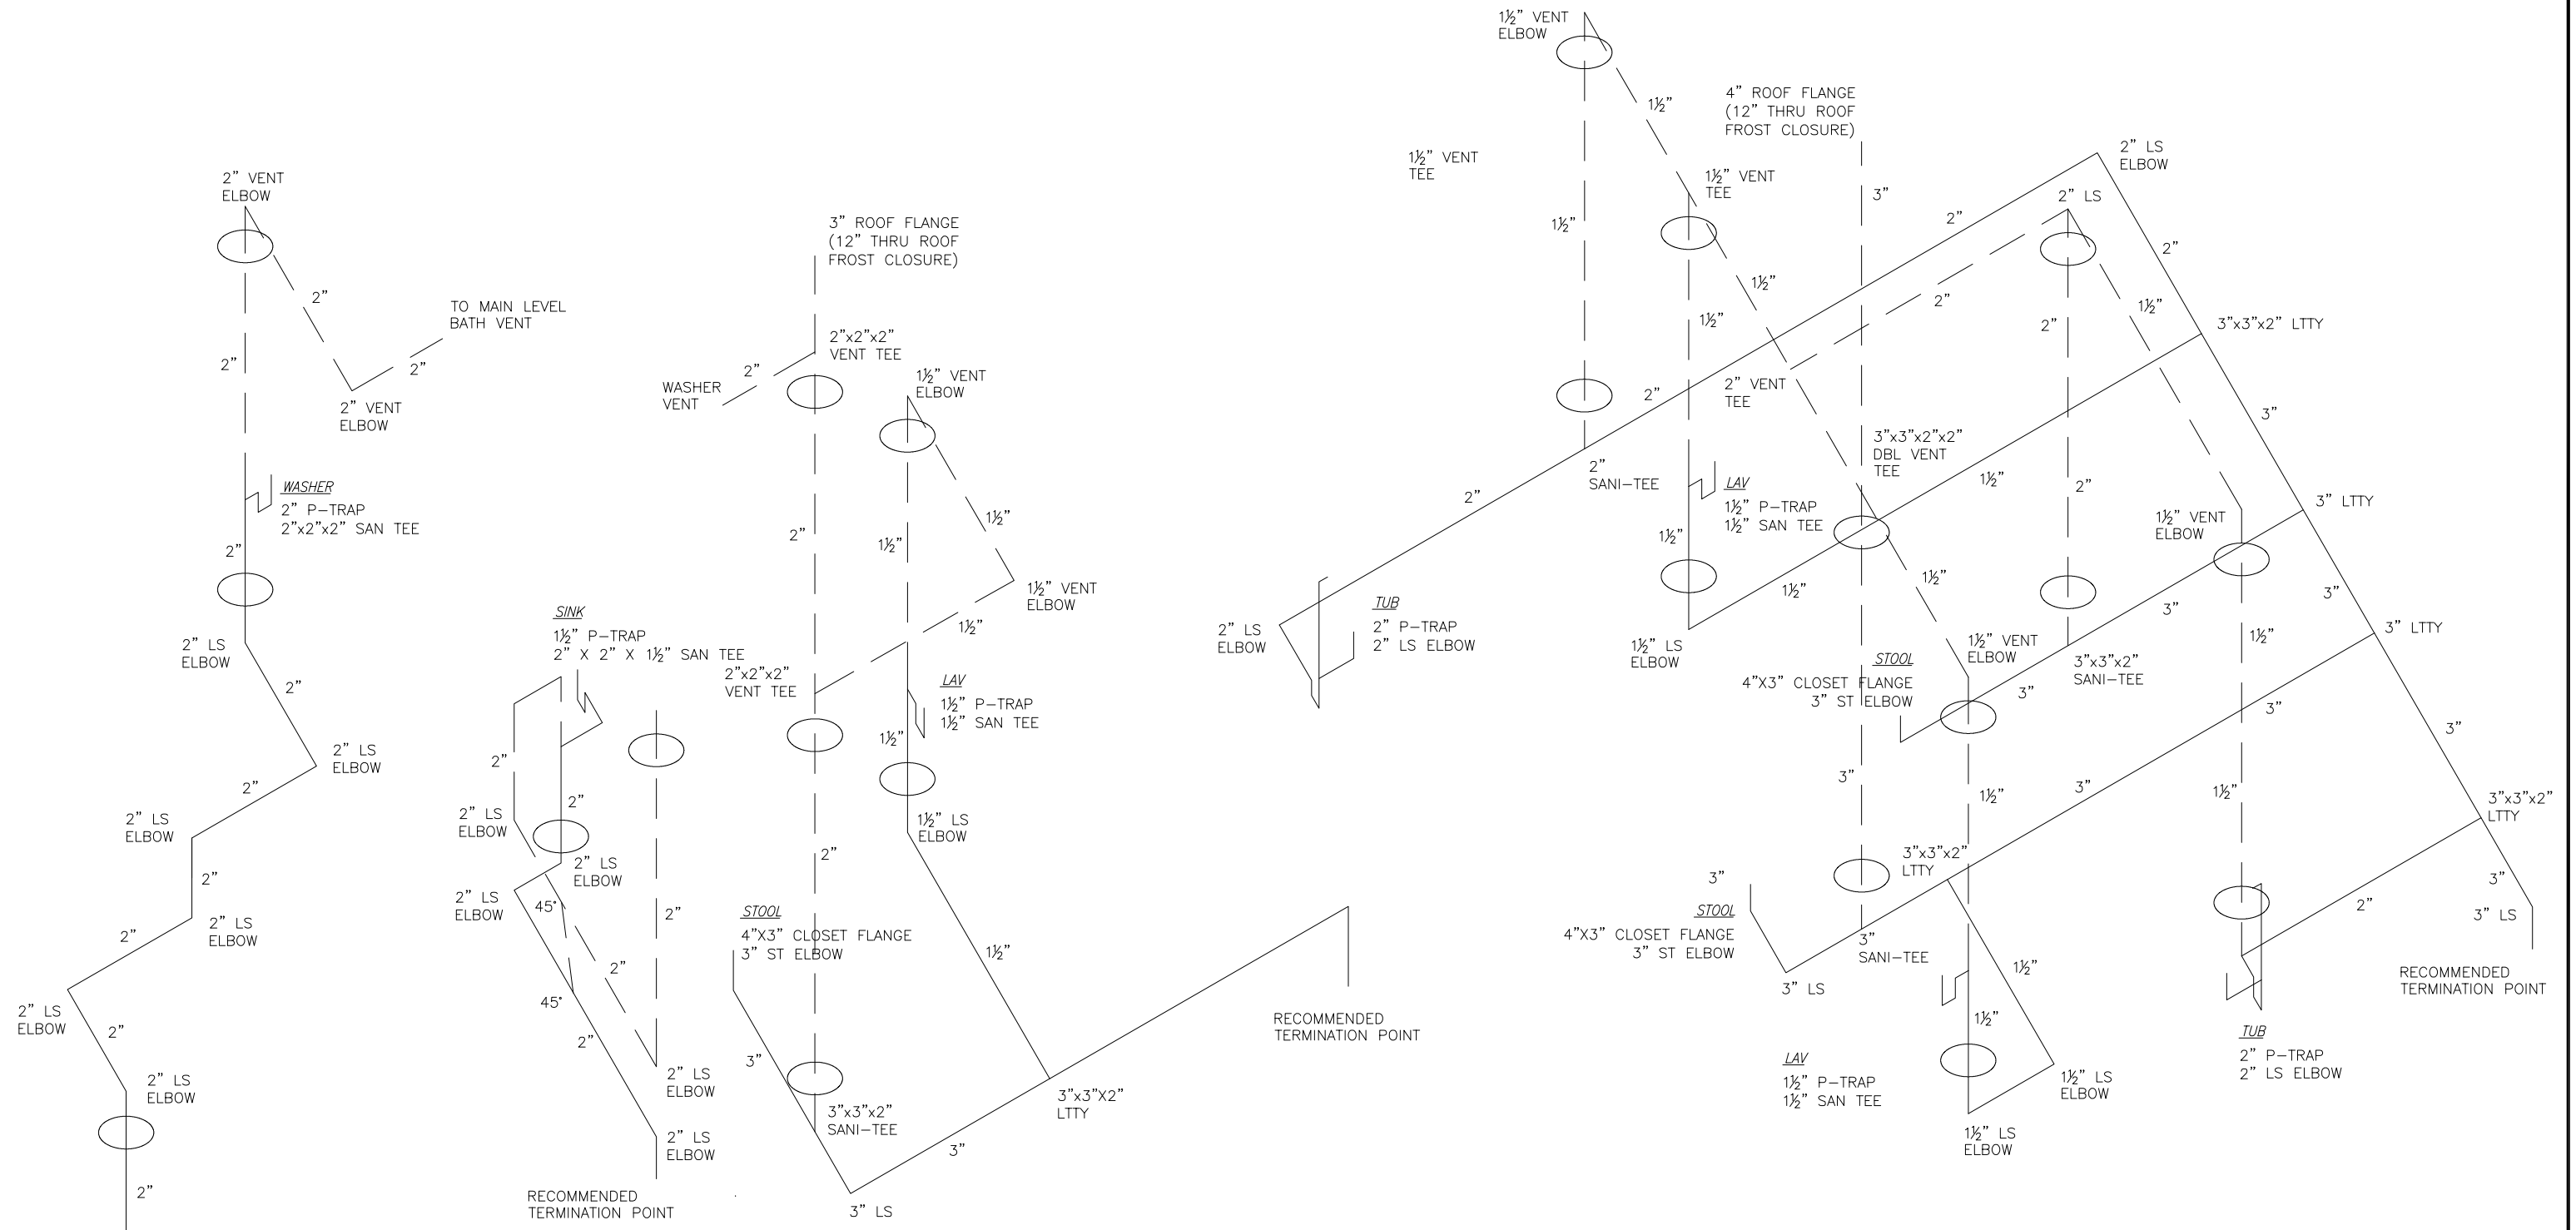 2" VENT
ELBOW
2"
2"
TO MAIN LEVEL
BATH VENT
2"
2" VENT
ELBOW
WASHER
2" P-TRAP
2"x2"x2" SAN TEE
2"
2" LS
ELBOW
2"
2" LS
ELBOW
2"
2" LS
ELBOW
2"
2" LS
ELBOW
2"
2" LS
ELBOW
2"
2" LS
ELBOW
2"
SINK
1½" P-TRAP
2" X 2" X 1½" SAN TEE
2"
2"
2" LS
ELBOW
2" LS
ELBOW
2" LS
ELBOW
45°
2"
2"
45°
2"
2" LS
ELBOW
2" LS
ELBOW
RECOMMENDED
TERMINATION POINT
3" ROOF FLANGE
(12" THRU ROOF
FROST CLOSURE)
2"x2"x2"
VENT TEE
2"
WASHER
VENT
1½" VENT
ELBOW
2"
1½"
1½"
1½" VENT
ELBOW
1½"
2"x2"x2"
VENT TEE
LAV
1½" P-TRAP
1½" SAN TEE
1½"
1½" LS
ELBOW
2"
STOOL
4"X3" CLOSET FLANGE
3" ST ELBOW
1½"
3"
3"x3"x2"
SANI-TEE
3"x3"X2"
LTTY
3"
3" LS
RECOMMENDED
TERMINATION POINT
1½" VENT
ELBOW
1½"
4" ROOF FLANGE
(12" THRU ROOF
FROST CLOSURE)
1½" VENT
TEE
1½" VENT
TEE
3"
2" LS
ELBOW
2" LS
1½"
2"
2"
1½"
1½"
2"
2"
1½"
3"x3"x2" LTTY
2" VENT
TEE
2"
3"
3"x3"x2"x2"
DBL VENT
TEE
2"
SANI-TEE
2"
LAV
1½" P-TRAP
1½" SAN TEE
1½"
1½"
2"
3" LTTY
1½" VENT
ELBOW
1½"
1½"
3"
3"
TUB
2" P-TRAP
2" LS ELBOW
2" LS
ELBOW
1½" LS
ELBOW
1½" VENT
ELBOW
1½"
3" LTTY
STOOL
4"X3" CLOSET FLANGE
3" ST ELBOW
3"x3"x2"
SANI-TEE
3"
3"
3"
3"
3"
1½"
1½"
3"x3"x2"
LTTY
3"x3"x2"
LTTY
3"
STOOL
4"X3" CLOSET FLANGE
3" ST ELBOW
3"
SANI-TEE
3" LS
1½"
2"
3"
3" LS
RECOMMENDED
TERMINATION POINT
1½"
LAV
1½" P-TRAP
1½" SAN TEE
1½" LS
ELBOW
1½" LS
ELBOW
TUB
2" P-TRAP
2" LS ELBOW